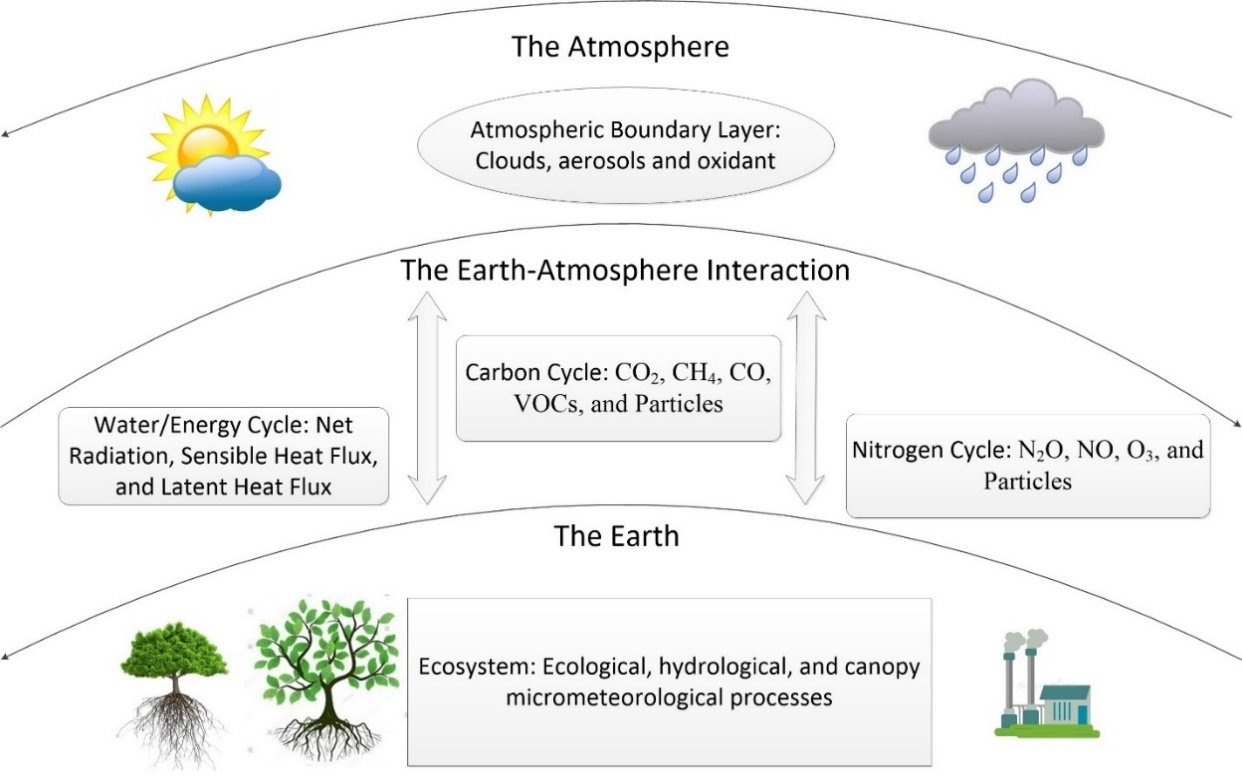 The Atmosphere
Atmospheric Boundary Layer:
Clouds, aerosols and oxidant
The Earth-Atmosphere Interaction
Carbon Cycle: CO₂, CH₄, CO,
VOCs, and Particles
Water/Energy Cycle: Net
Radiation, Sensible Heat Flux,
and Latent Heat Flux
Nitrogen Cycle: N₂O, NO, O₃, and
Particles
The Earth
Ecosystem: Ecological, hydrological, and canopy
micrometeorological processes